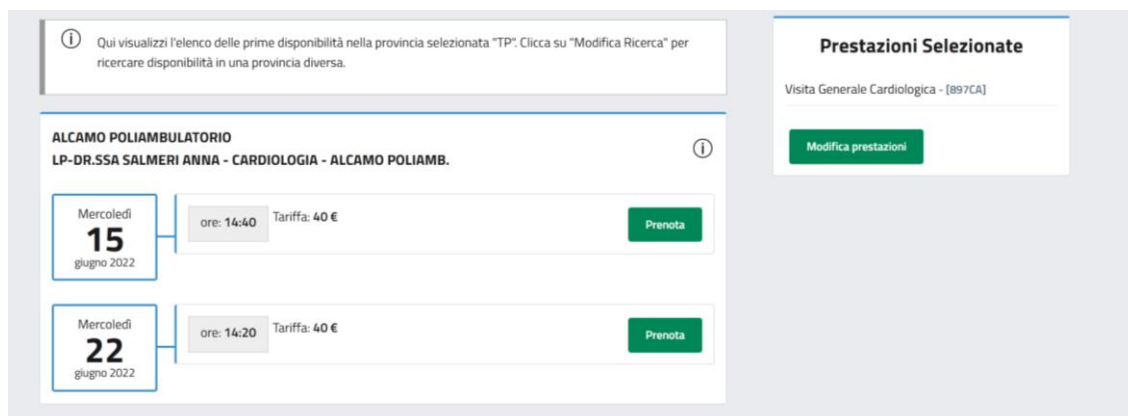 Qui visualizzi l'elenco delle prime disponibilità nella provincia selezionata "TP". Clicca su "Modifica Ricerca" per
ricercare disponibilità in una provincia diversa.
ALCAMO POLIAMBULATORIO
LP-DR.SSA SALMERI ANNA - CARDIOLOGIA - ALCAMO POLIAMB.
Mercoledì
15
giugno 2022
ore: 14:40 Tariffa: 40 €
Prenota
Mercoledì
22
giugno 2022
ore: 14:20 Tariffa: 40 €
Prenota
Prestazioni Selezionate
Visita Generale Cardiologica - [897CA]
Modifica prestazioni